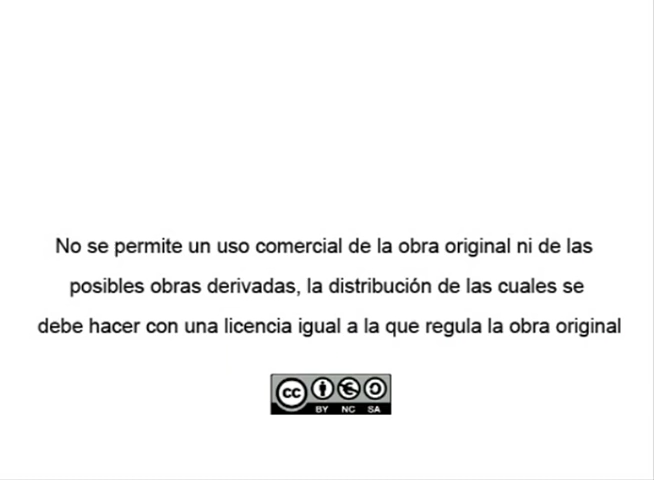 No se permite un uso comercial de la obra original ni de las
posibles obras derivadas, la distribución de las cuales se
debe hacer con una licencia igual a la que regula la obra original
cc
BY NC SA